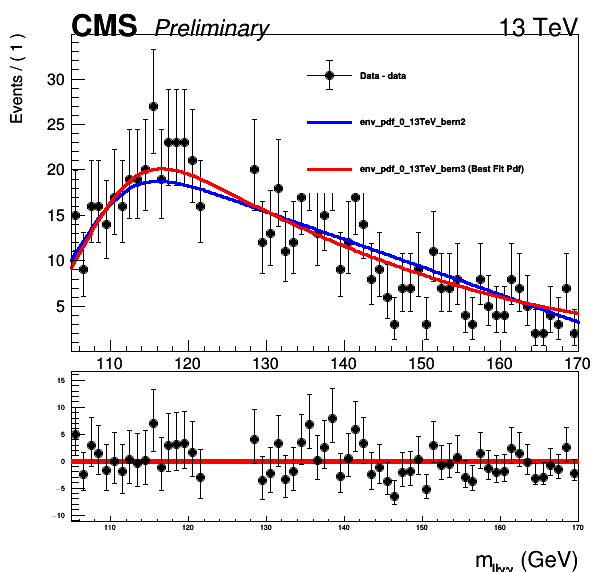 CMS Preliminary 13 TeV
Events / ( 1 )
30
25
20
15
10
5
Data - data
env_pdf_0_13TeV_bern2
env_pdf_0_13TeV_bern3 (Best Fit Pdf)
110 120 130 140 150 160 170
15
10
5
0
−5
−10
110 120 130 140 150 160 170
m (GeV)